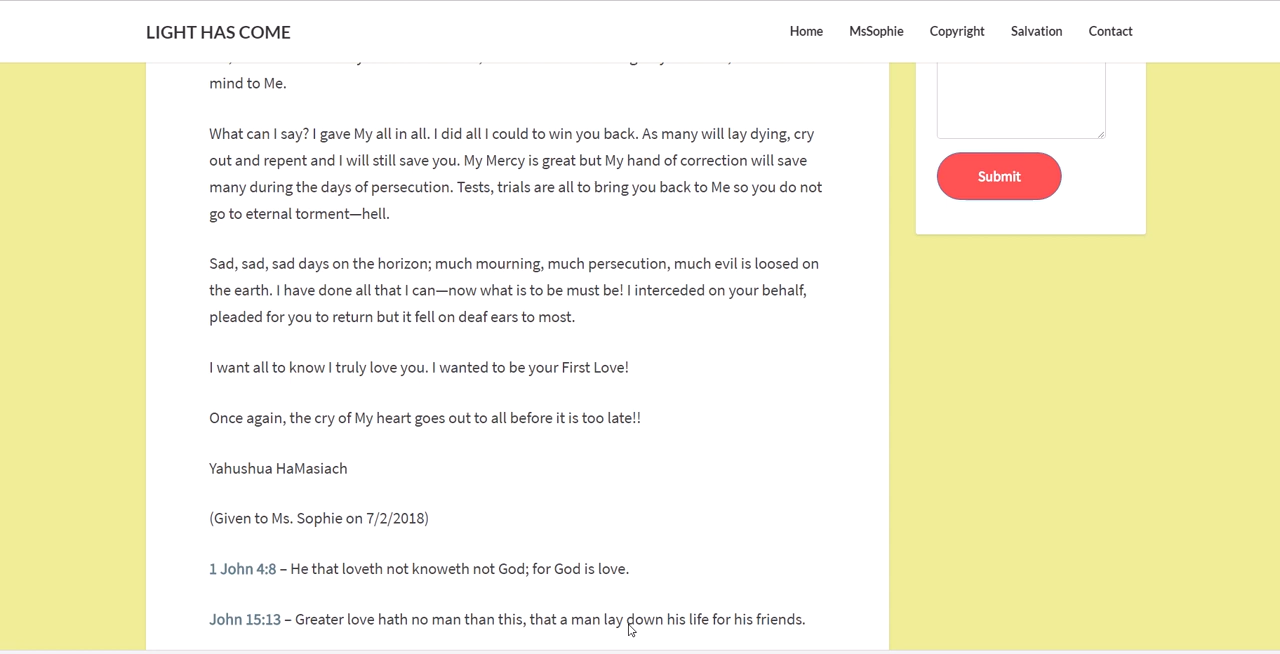 LIGHT HAS COME
Home MsSophie Copyright Salvation Contact
mind to Me.
What can I say? I gave My all in all. I did all I could to win you back. As many will lay dying, cry
out and repent and I will still save you. My Mercy is great but My hand of correction will save
many during the days of persecution. Tests, trials are all to bring you back to Me so you do not
go to eternal torment—hell.
Sad, sad, sad days on the horizon; much mourning, much persecution, much evil is loosed on
the earth. I have done all that I can—now what is to be must be! I interceded on your behalf,
pleaded for you to return but it fell on deaf ears to most.
I want all to know I truly love you. I wanted to be your First Love!
Once again, the cry of My heart goes out to all before it is too late!!
Yahushua HaMasiach
(Given to Ms. Sophie on 7/2/2018)
1 John 4:8 – He that loveth not knoweth not God; for God is love.
John 15:13 – Greater love hath no man than this, that a man lay down his life for his friends.
Submit